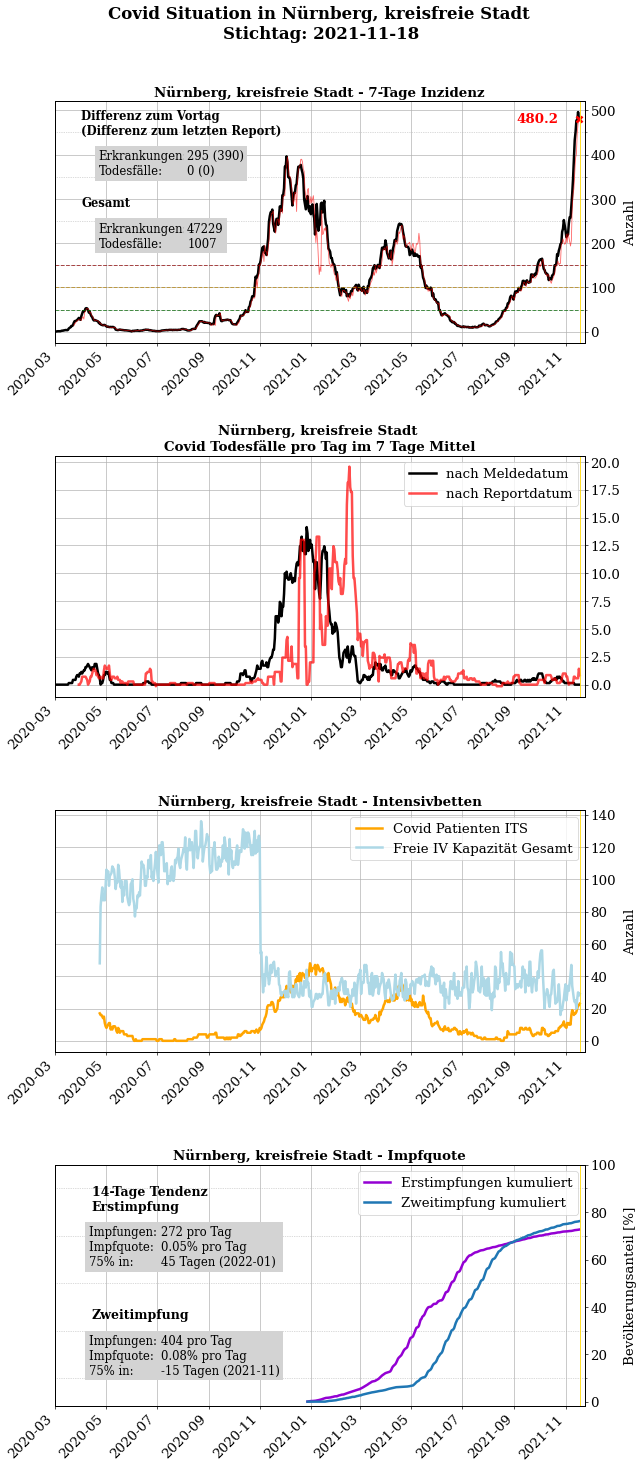 Covid Situation in Nürnberg, kreisfreie Stadt
Stichtag: 2021-11-18
Nürnberg, kreisfreie Stadt - 7-Tage Inzidenz
Differenz zum Vortag
(Differenz zum letzten Report)
Erkrankungen 295 (390)
Todesfälle: 0 (0)
Gesamt
Erkrankungen 47229
Todesfälle: 1007
480.2
500
400
300
200
100
0
Anzahl
2020-03
2020-05
2020-07
2020-09
2020-11
2021-01
2021-03
2021-05
2021-07
2021-09
2021-11
Nürnberg, kreisfreie Stadt
Covid Todesfälle pro Tag im 7 Tage Mittel
nach Meldedatum
nach Reportdatum
20.0
17.5
15.0
12.5
10.0
7.5
5.0
2.5
0.0
2020-03
2020-05
2020-07
2020-09
2020-11
2021-01
2021-03
2021-05
2021-07
2021-09
2021-11
Nürnberg, kreisfreie Stadt - Intensivbetten
Covid Patienten ITS
Freie IV Kapazität Gesamt
140
120
100
80
60
40
20
0
Anzahl
2020-03
2020-05
2020-07
2020-09
2020-11
2021-01
2021-03
2021-05
2021-07
2021-09
2021-11
Nürnberg, kreisfreie Stadt - Impfquote
14-Tage Tendenz
Erstimpfung
Impfungen: 272 pro Tag
Impfquote: 0.05% pro Tag
75% in: 45 Tagen (2022-01)
Zweitimpfung
Impfungen: 404 pro Tag
Impfquote: 0.08% pro Tag
75% in: -15 Tagen (2021-11)
Erstimpfungen kumuliert
Zweitimpfung kumuliert
100
80
60
40
20
0
Bevölkerungsanteil [%]
2020-03
2020-05
2020-07
2020-09
2020-11
2021-01
2021-03
2021-05
2021-07
2021-09
2021-11